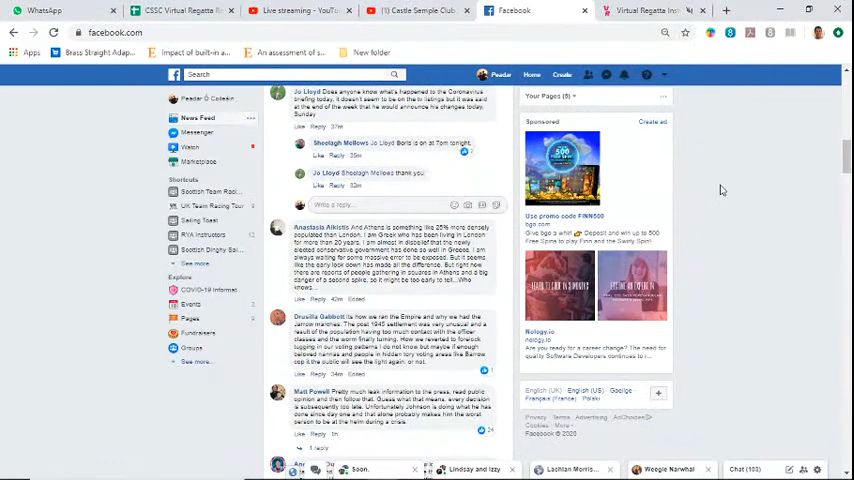 WhatsApp
CSSC Virtual Regatta R
Live streaming - YouTu
(1) Castle Semple Club
Facebook
Virtual Regatta Ins
facebook.com
Apps
Brass Straight Adap...
Impact of built-in a...
An assessment of s...
New folder
Search
Peadar
Home
Create
Peadar Ó Coileáin
News Feed
Messenger
Watch
Marketplace
Shortcuts
Scottish Team Raci...
UK Team Racing Tour
Sailing Toast
RYA Instructors
Scottish Dinghy Sai...
See more...
Explore
COVID-19 Informat...
Events
Pages
Fundraisers
Groups
See more...
Jo Lloyd Does anyone know what's happened to the Coronavirus
briefing today, it doesn't seem to be on the tv listings but it was said
at the end of the week that he would announce his changes today,
Sunday
Like Reply 37m
Sheelagh Mellows Jo Lloyd Boris is on at 7pm tonight.
Like Reply 35m
Jo Lloyd Sheelagh Mellows thank you
Like Reply 32m
Write a reply...
Anastasia Aikistis And Athens is something like 25% more densely
populated than London. I am Greek who has been living in London
for more than 20 years. I am almost in disbelief that the newly
elected conservative government has done so well in Greece. I am
always waiting for some massive error to be exposed. But it seems
like the early lock down has made all the difference. But right now
there are reports of people gathering in squares in Athens and a big
danger of a second spike, so it might be too early to tell...Who
knows...
Like Reply 42m Edited
Drusilla Gabbott Its how we ran the Empire and why we had the
Jarrow marches. The post 1945 settlement was very unusual and a
result of the population having too much contact with the officer
classes and the worm finally turning. How we reverted to forelock
tugging in our voting patterns I do not know but maybe if enough
beloved nannas and people in hidden tory voting areas like Barrow
cop it the public will see the light again, or not.
1
Like Reply 34m Edited
Matt Powell Pretty much leak information to the press, read public
opinion and then follow that. Guess what that means, every decision
is subsequently too late. Unfortunately Johnson is doing what he has
done since day one and that alone probably makes him the worst
person to be at the helm during a crisis
24
Like Reply 1h
1 reply
Your Pages (5)
Sponsored
Create ad
500
Use promo code FINN500
bgo.com
Give bgo a whirl Deposit and win up to 500
Free Spins to play Finn and the Swirly Spin!
Nology.io
nology.io
Are you ready for a career change? We're looking for
quality Software Developers continues to r...
English (UK) · English (US) · Gaeilge ·
Français (France) · Polski
Privacy · Terms · Advertising · AdChoices
Cookies · More
Facebook © 2020
Soon.
Lindsay and Izzy
Lachlan Morris...
Weegie Narwhal
Chat (103)